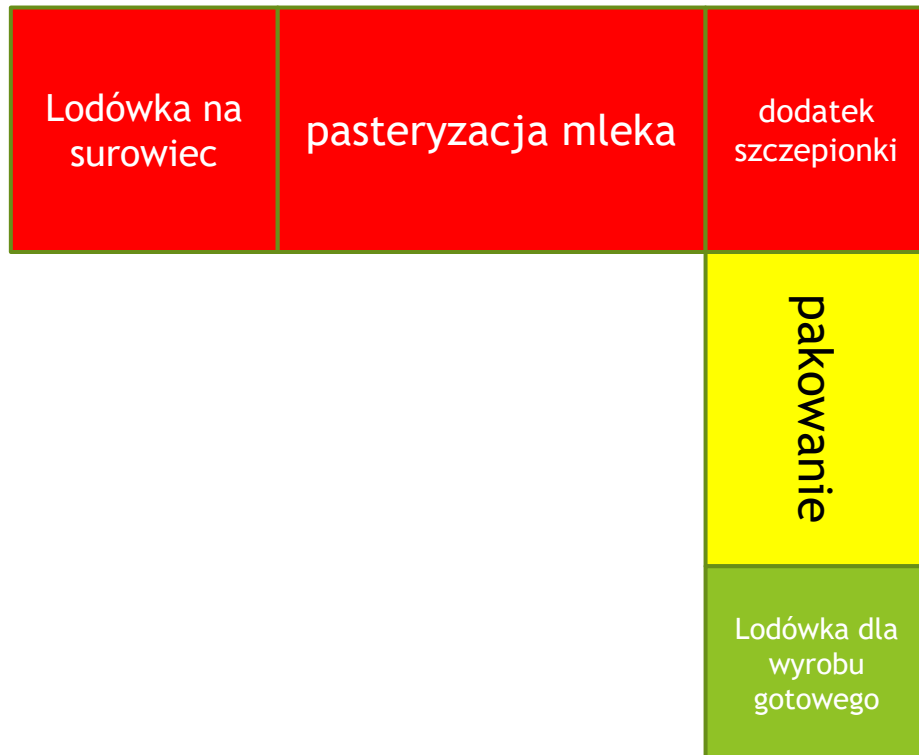 Lodówka na
surowiec
pasteryzacja mleka
dodatek
szczepionki
pakowanie
Lodówka dla
wyrobu
gotowego